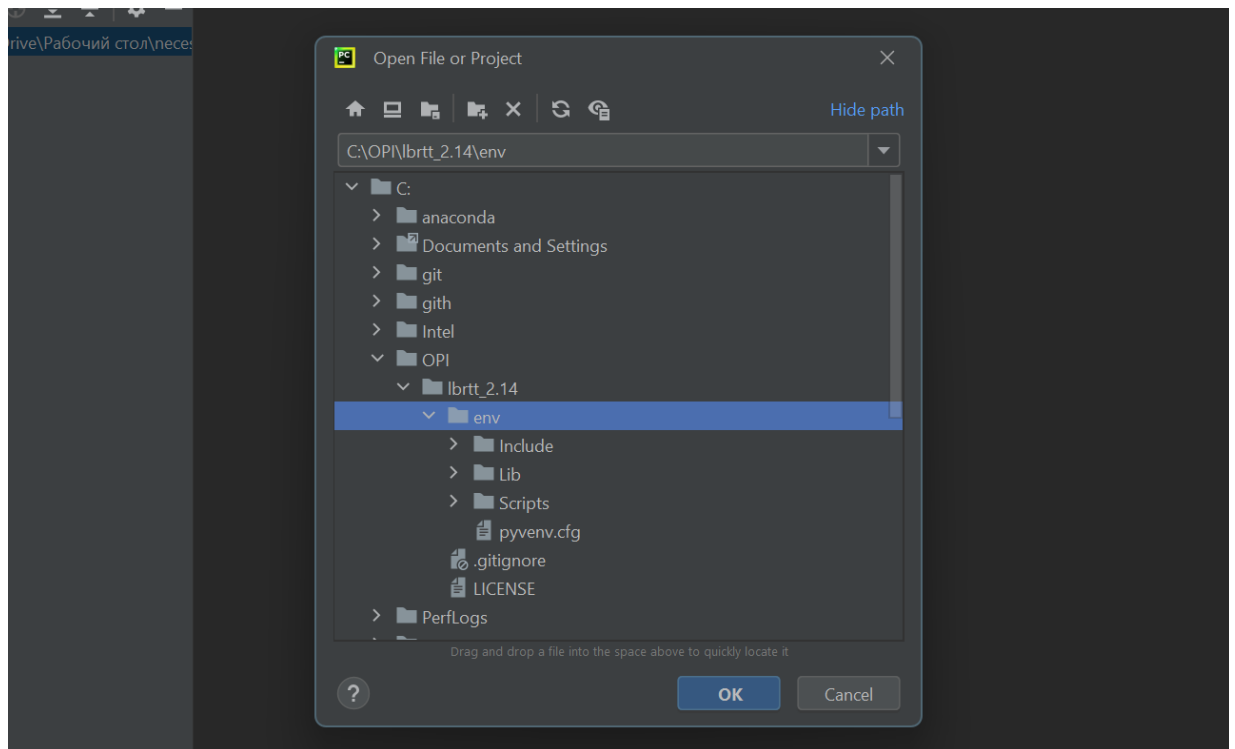 rive\Рабочий стол\neces
PC
Open File or Project
Hide path
C:\OPI\lbrtt_2.14\env
C:
anaconda
Documents and Settings
git
gith
Intel
OPI
lbrtt_2.14
env
Include
Lib
Scripts
pyvenv.cfg
.gitignore
LICENSE
PerfLogs
Drag and drop a file into the space above to quickly locate it
?
OK
Cancel